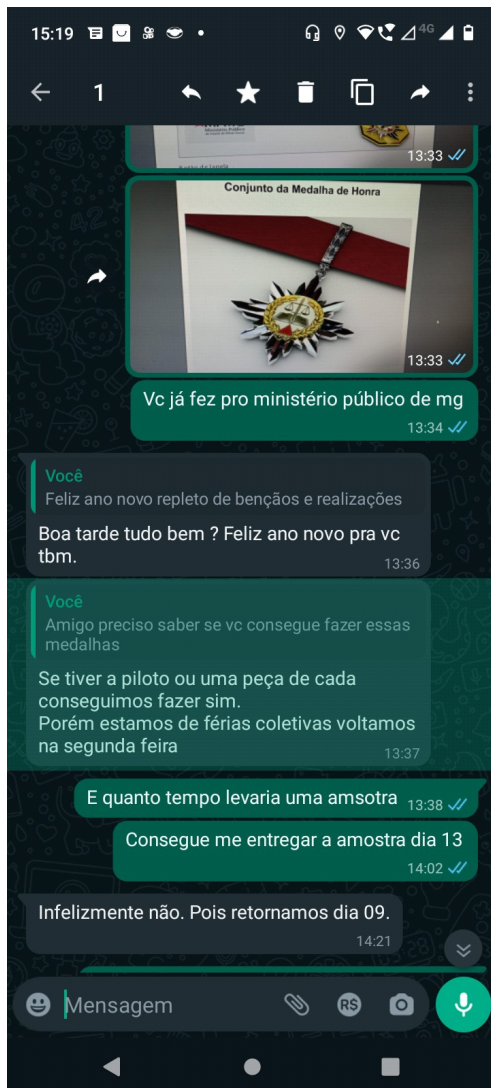 15:19
4G
1
13:33
Conjunto da Medalha de Honra
13:33
Vc já fez pro ministério público de mg
13:34
Você
Feliz ano novo repleto de bençãos e realizações
Boa tarde tudo bem ? Feliz ano novo pra vc
tbm.
13:36
Você
Amigo preciso saber se vc consegue fazer essas
medalhas
Se tiver a piloto ou uma peça de cada
conseguimos fazer sim.
Porém estamos de férias coletivas voltamos
na segunda feira
13:37
E quanto tempo levaria uma amsotra 13:38
Consegue me entregar a amostra dia 13
14:02
Infelizmente não. Pois retornamos dia 09.
14:21
Mensagem
R$